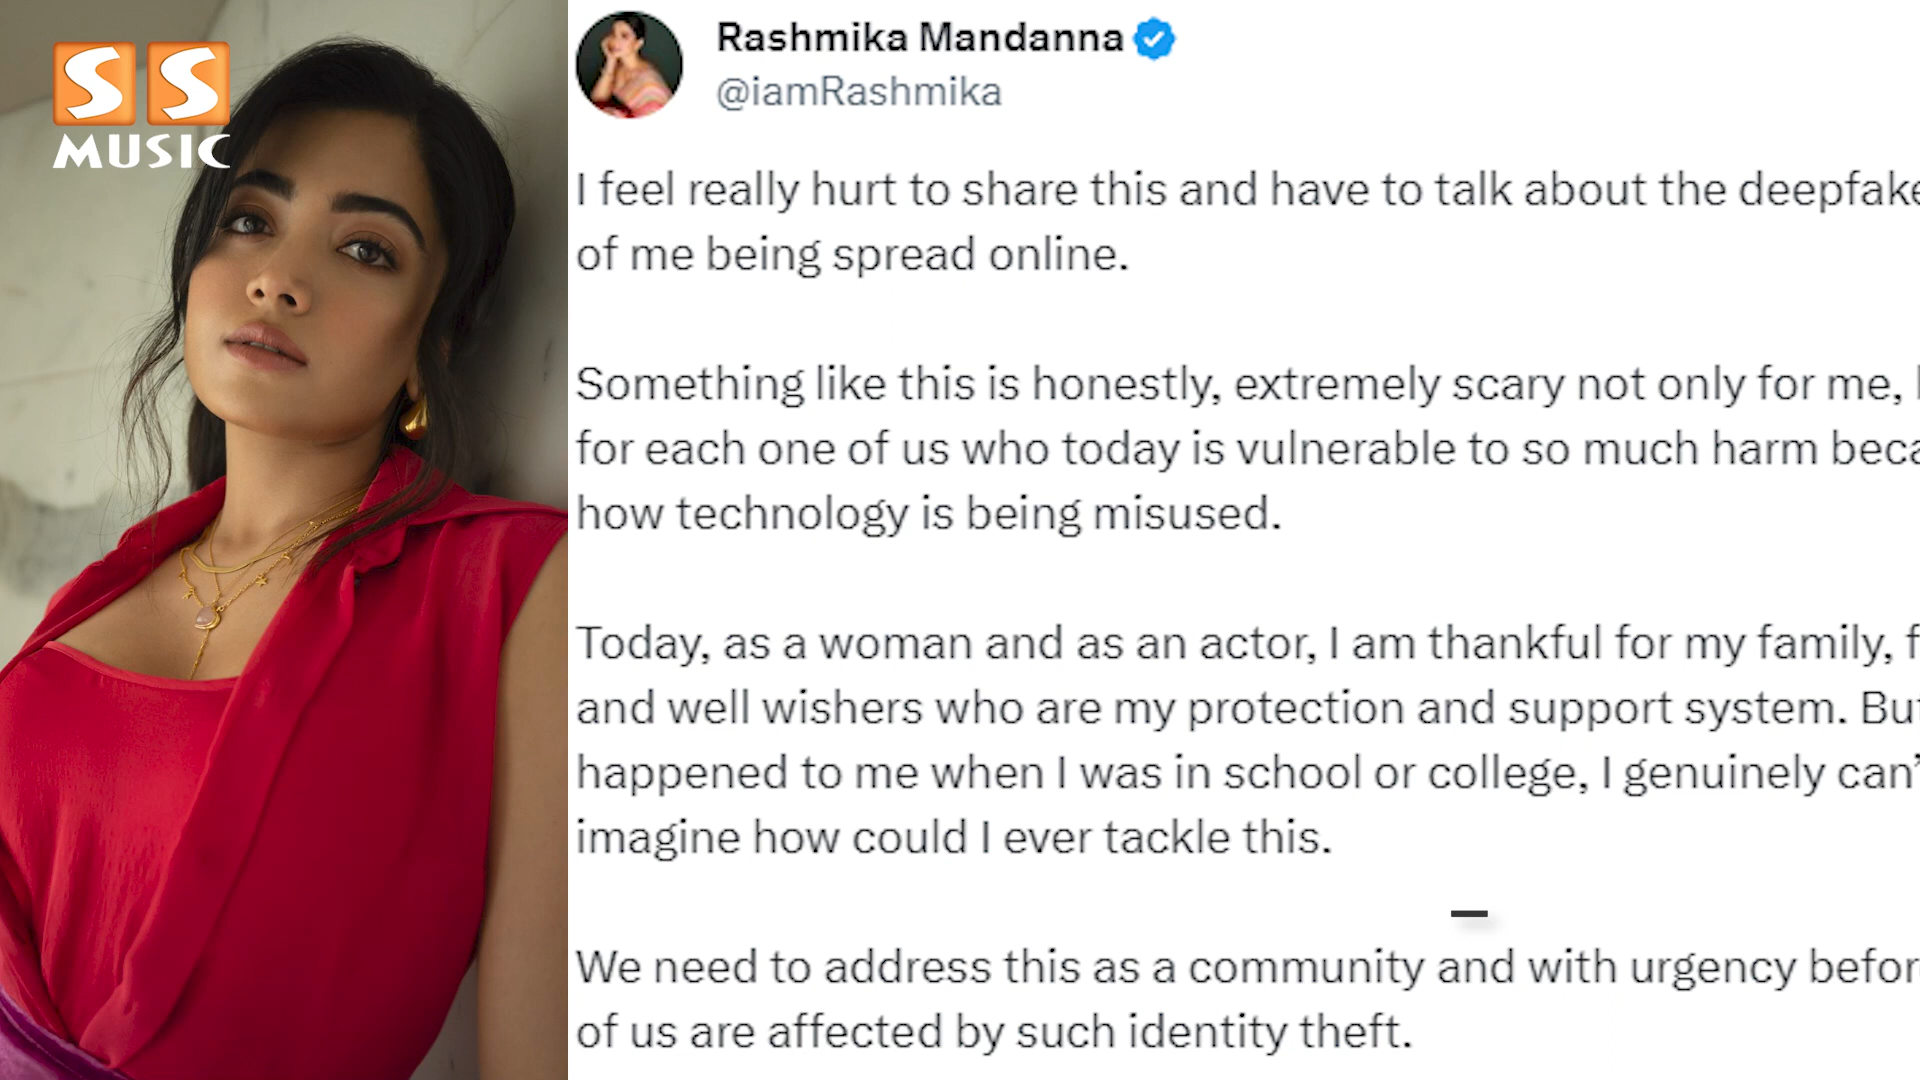 SS
MUSIC
Rashmika Mandanna
@iamRashmika
I feel really hurt to share this and have to talk about the deepfake
of me being spread online.
Something like this is honestly, extremely scary not only for me,
for each one of us who today is vulnerable to so much harm beca
how technology is being misused.
Today, as a woman and as an actor, I am thankful for my family, f
and well wishers who are my protection and support system. But
happened to me when I was in school or college, I genuinely can’
imagine how could I ever tackle this.
We need to address this as a community and with urgency befor
of us are affected by such identity theft.